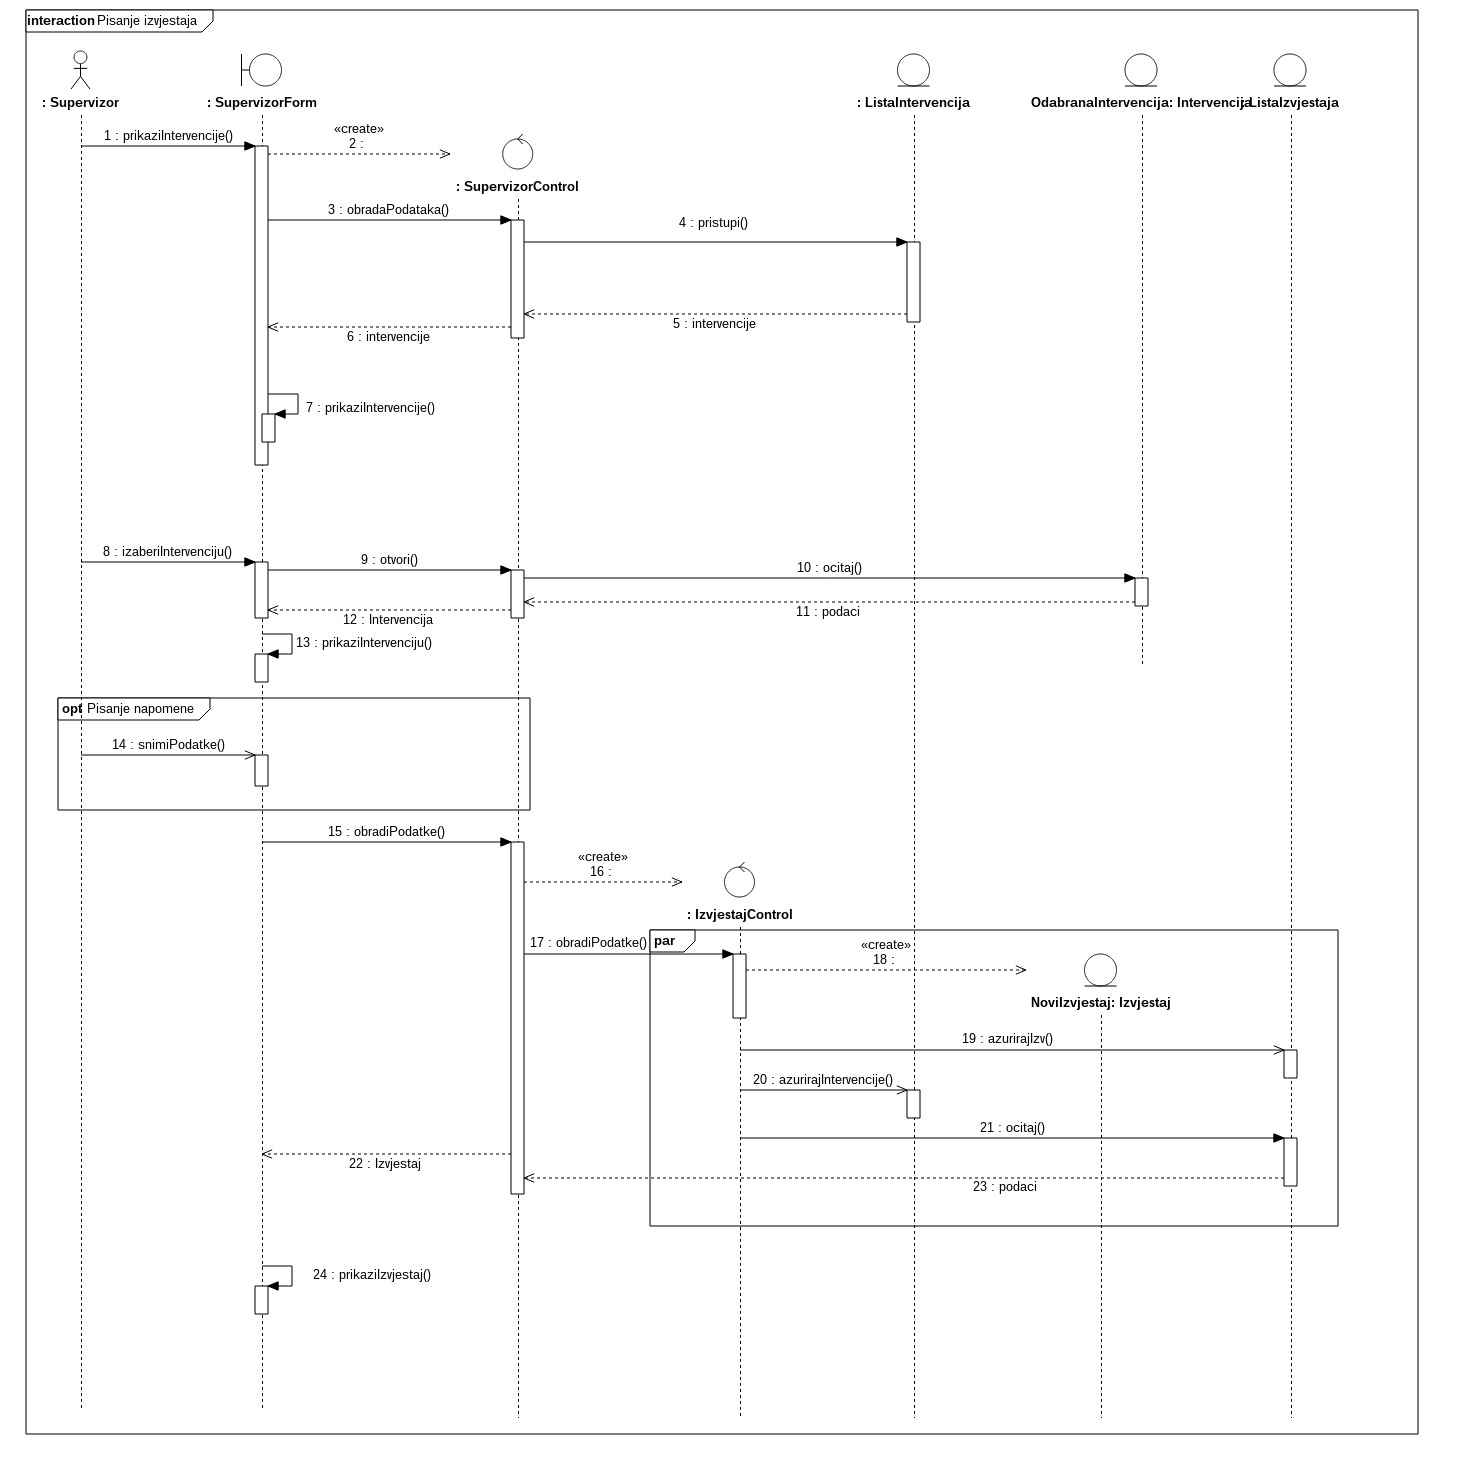 interaction Pisanje izvjestaja
: Supervizor
: SupervizorForm
: ListaIntervencija
OdabranaIntervencija: Intervencija
: ListaIzvjestaja
1 : prikaziIntervencije()
«create»
2 :
: SupervizorControl
3 : obradaPodataka()
4 : pristupi()
5 : intervencije
6 : intervencije
7 : prikaziIntervencije()
8 : izaberiIntervenciju()
9 : otvori()
10 : ocitaj()
11 : podaci
12 : Intervencija
13 : prikaziIntervenciju()
opt Pisanje napomene
14 : snimiPodatke()
15 : obradiPodatke()
«create»
16 :
: IzvjestajControl
17 : obradiPodatke()
par
«create»
18 :
NoviIzvjestaj: Izvjestaj
19 : azurirajIzv()
20 : azurirajIntervencije()
21 : ocitaj()
22 : Izvjestaj
23 : podaci
24 : prikaziIzvjestaj()